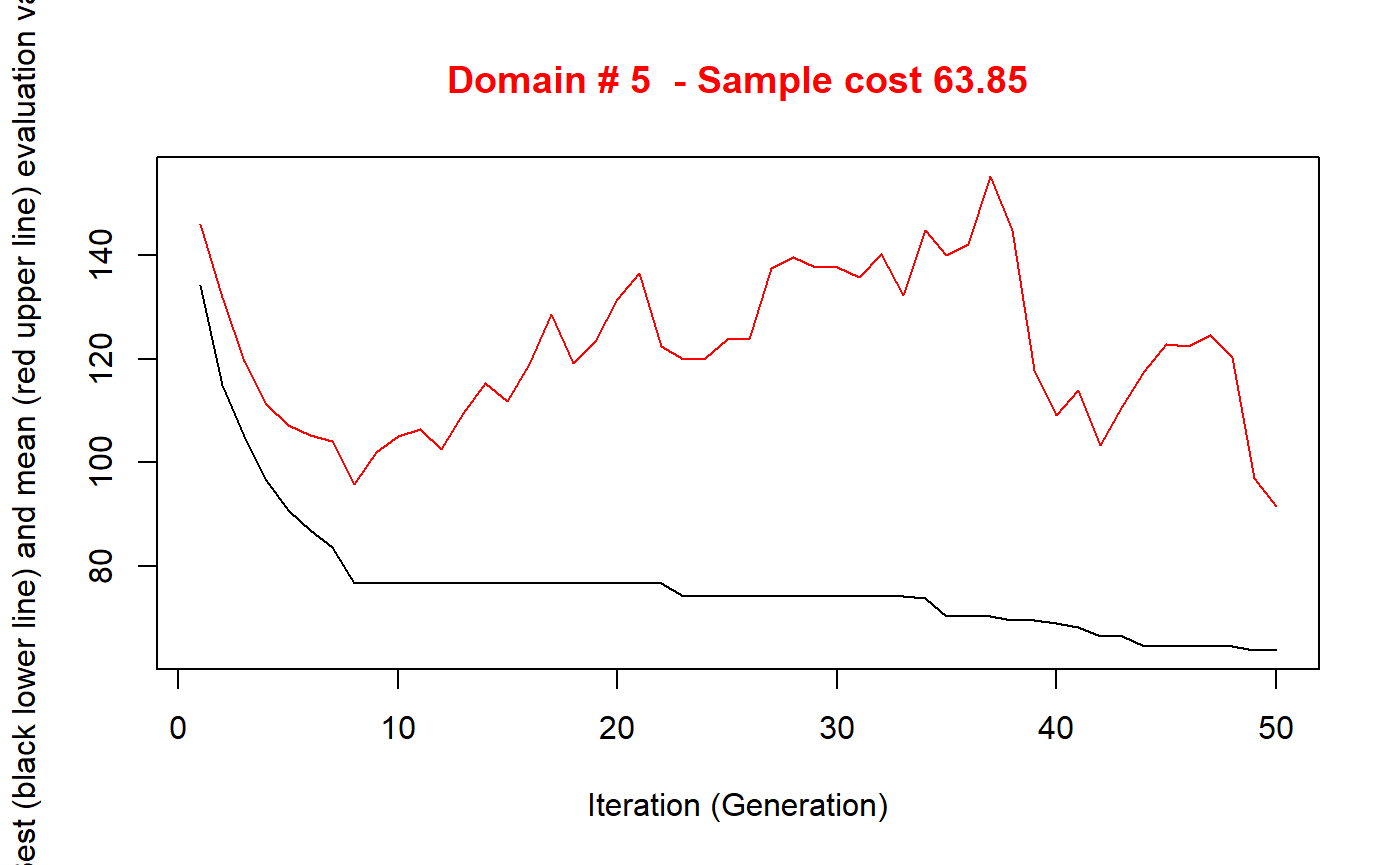 Domain # 5  - Sample cost 63.85
est (black lower line) and mean (red upper line) evaluation va
140
120
100
80
0 10 20 30 40 50
Iteration (Generation)